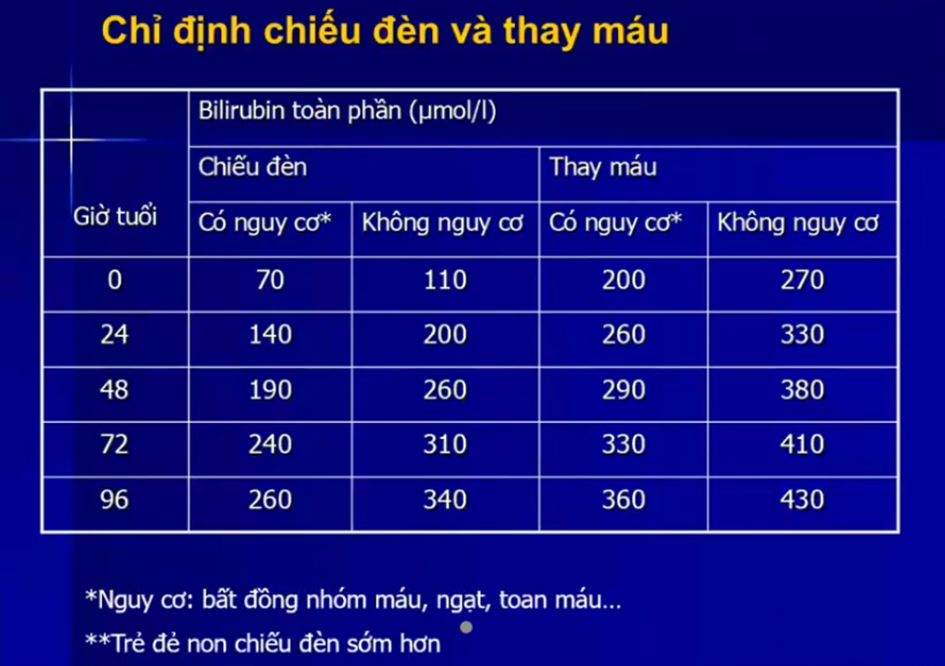 Chỉ định chiếu đèn và thay máu
Bilirubin toàn phần (µmol/l)
Chiếu đèn Thay máu
Giờ tuổi Có nguy cơ* Không nguy cơ Có nguy cơ* Không nguy cơ
0 70 110 200 270
24 140 200 260 330
48 190 260 290 380
72 240 310 330 410
96 260 340 360 430
*Nguy cơ: bất đồng nhóm máu, ngạt, toan máu...
**Trẻ đẻ non chiếu đèn sớm hơn